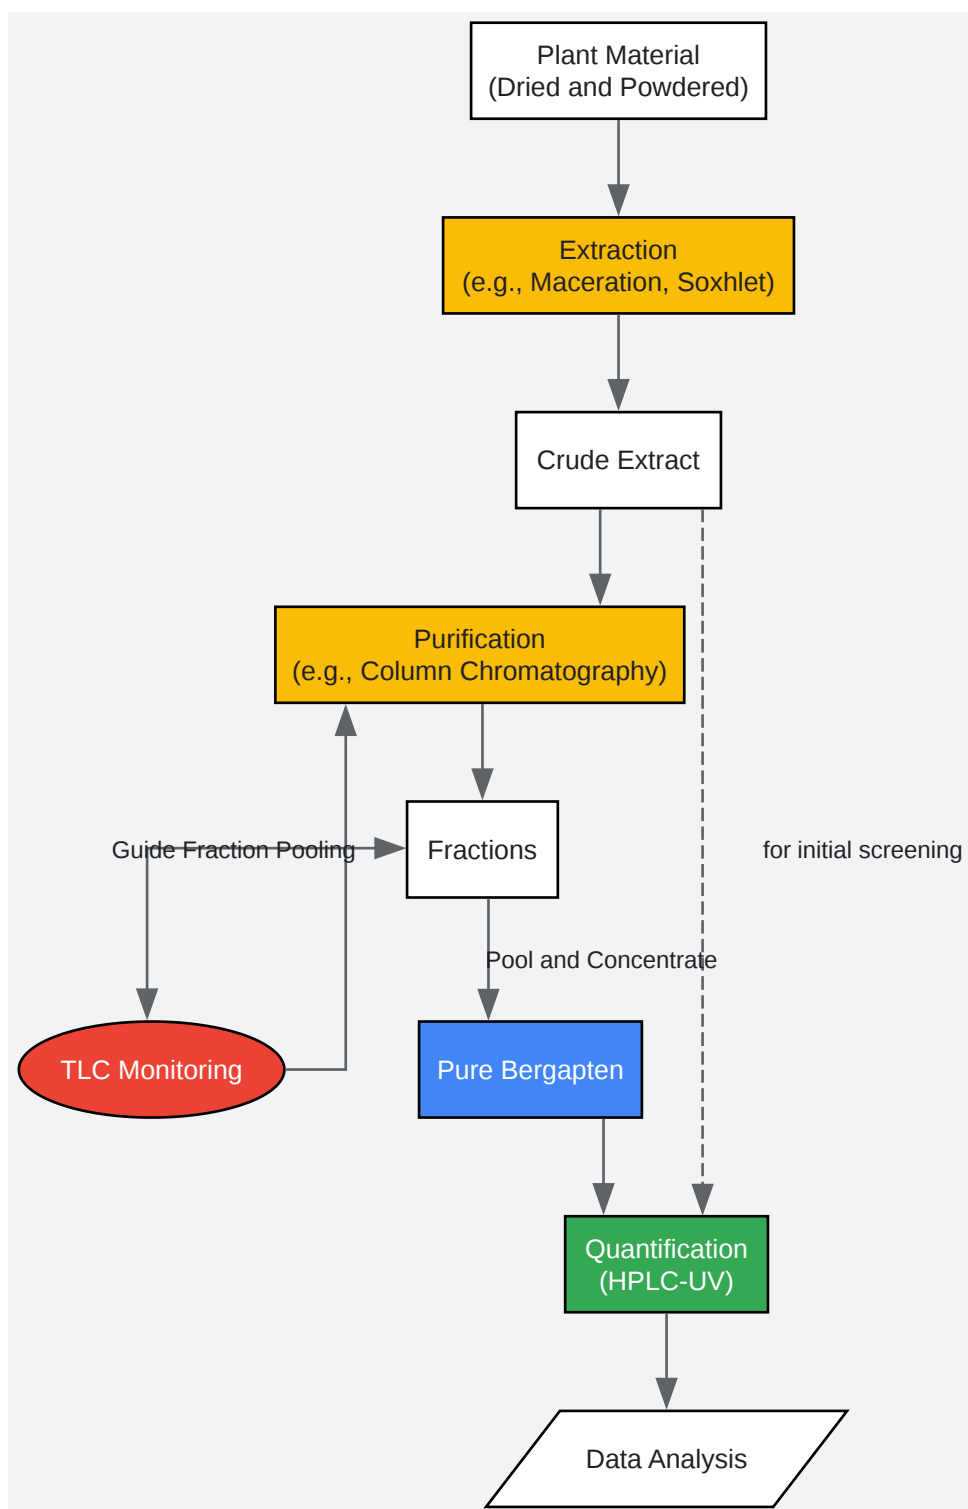 Plant Material
(Dried and Powdered)
Extraction
(e.g., Maceration, Soxhlet)
Crude Extract
Purification
(e.g., Column Chromatography)
Guide Fraction Pooling
Fractions
for initial screening
Pool and Concentrate
TLC Monitoring
Pure Bergapten
Quantification
(HPLC-UV)
Data Analysis